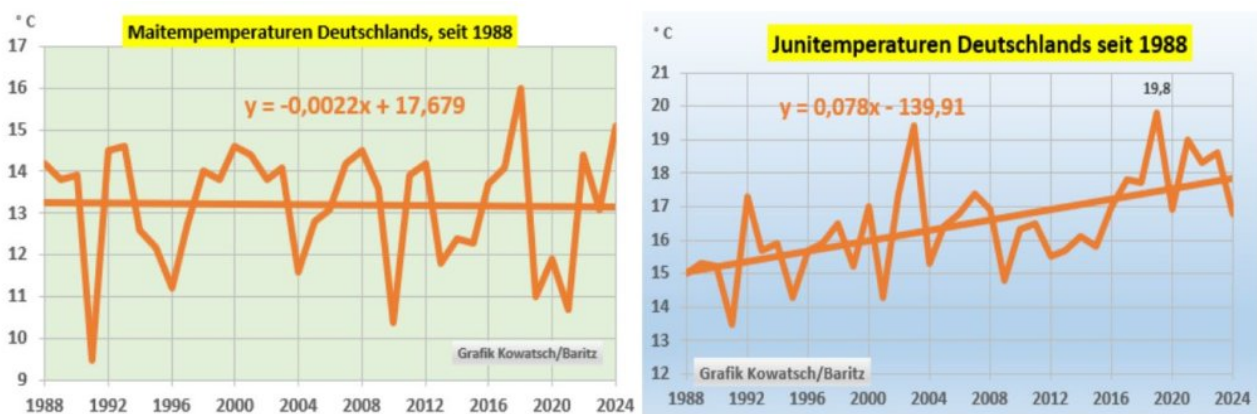 ° C
Maitempemperaturen Deutschlands, seit 1988
17
16
15
14
13
12
11
10
9
y = -0,0022x + 17,679
Grafik Kowatsch/Baritz
1988 1992 1996 2000 2004 2008 2012 2016 2020 2024
° C
Junitemperaturen Deutschlands seit 1988
21
20
19
18
17
16
15
14
13
12
19,8
y = 0,078x - 139,91
Grafik Kowatsch/Baritz
1988 1992 1996 2000 2004 2008 2012 2016 2020 2024